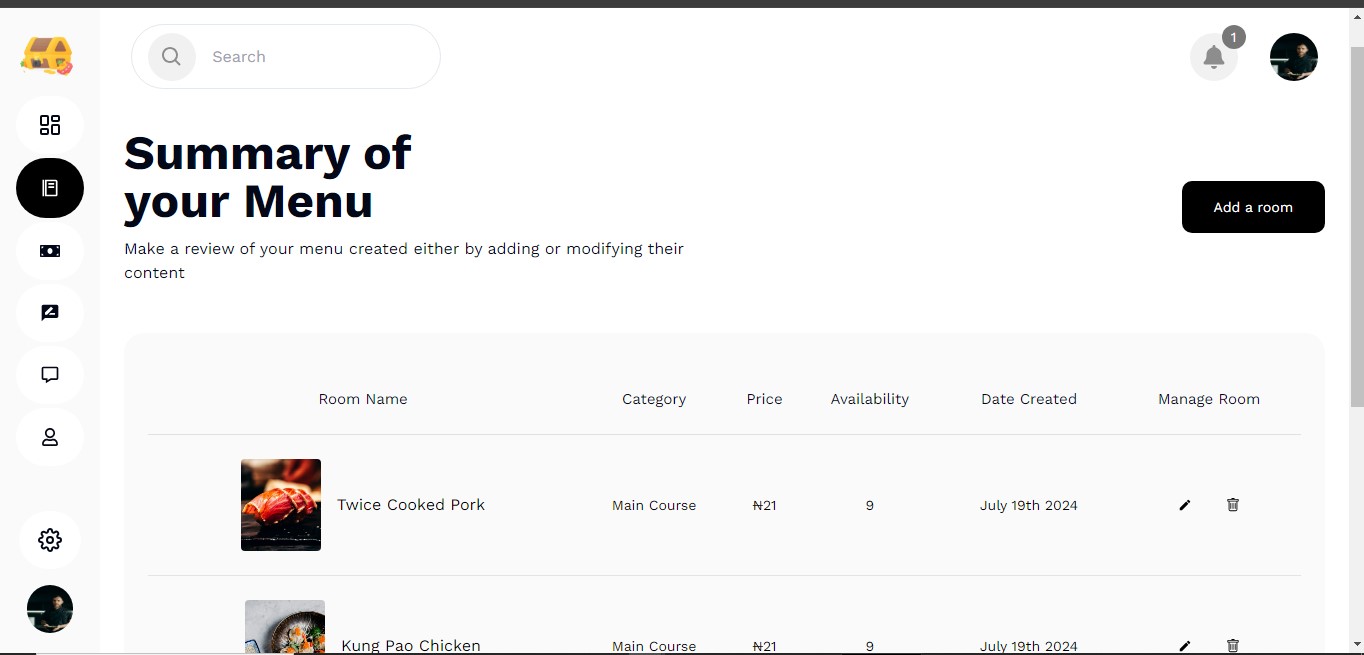 Search
1
Summary of
your Menu
Make a review of your menu created either by adding or modifying their
content
Add a room
Room Name Category Price Availability Date Created Manage Room
Twice Cooked Pork Main Course ₦21 9 July 19th 2024
Kung Pao Chicken Main Course ₦21 9 July 19th 2024